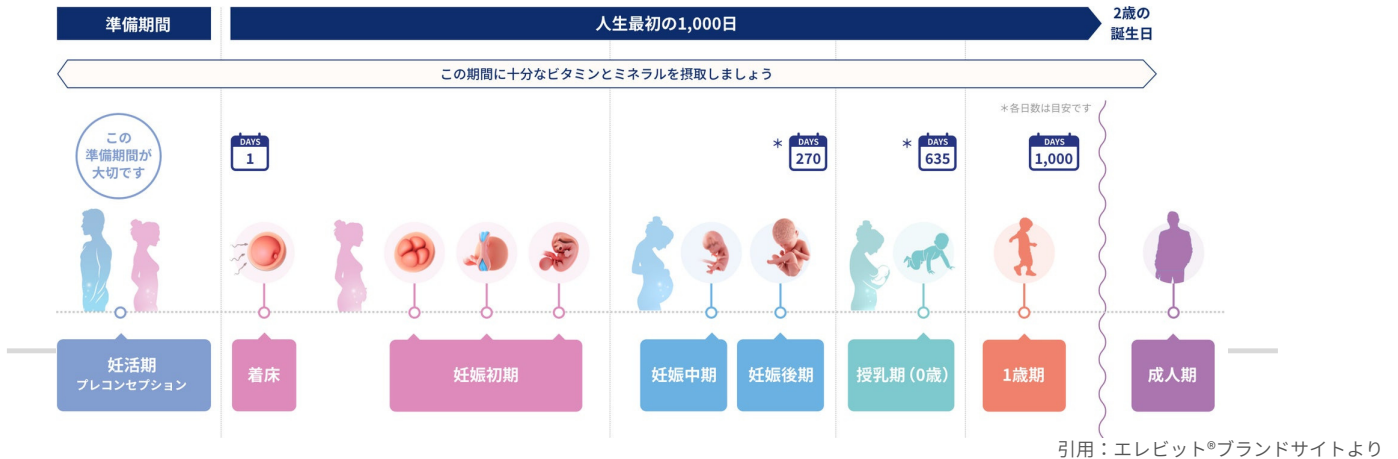 準備期間
人生最初の1,000日
2歳の
誕生日
この期間に十分なビタミンとミネラルを摂取しましょう
＊各日数は目安です
この
準備期間が
大切です
DAYS
1
＊
DAYS
270
＊
DAYS
635
DAYS
1,000
妊活期
プレコンセプション
着床
妊娠初期
妊娠中期
妊娠後期
授乳期（0歳）
1歳期
成人期
引用：エレビット®ブランドサイトより